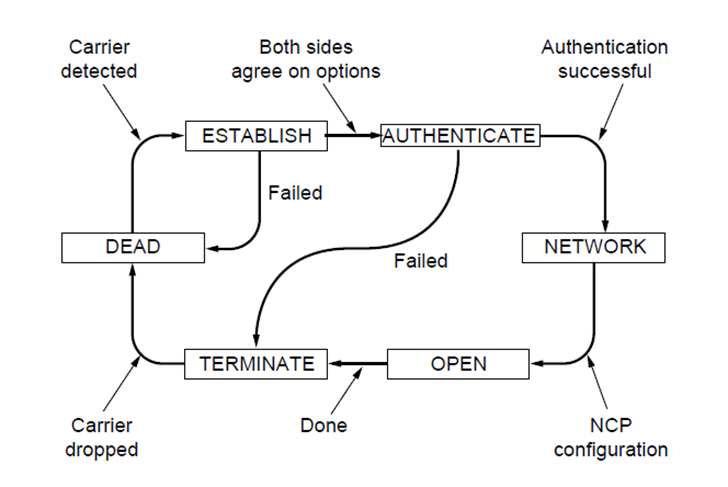 Carrier
detected
Both sides
agree on options
Authentication
successful
ESTABLISH
AUTHENTICATE
Failed
DEAD
NETWORK
Failed
TERMINATE
OPEN
Carrier
dropped
Done
NCP
configuration